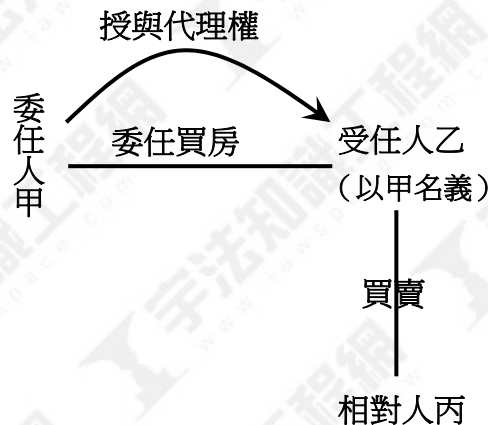 授與代理權
委任人甲
委任買房
受任人乙
（以甲名義）
買賣
相對人丙